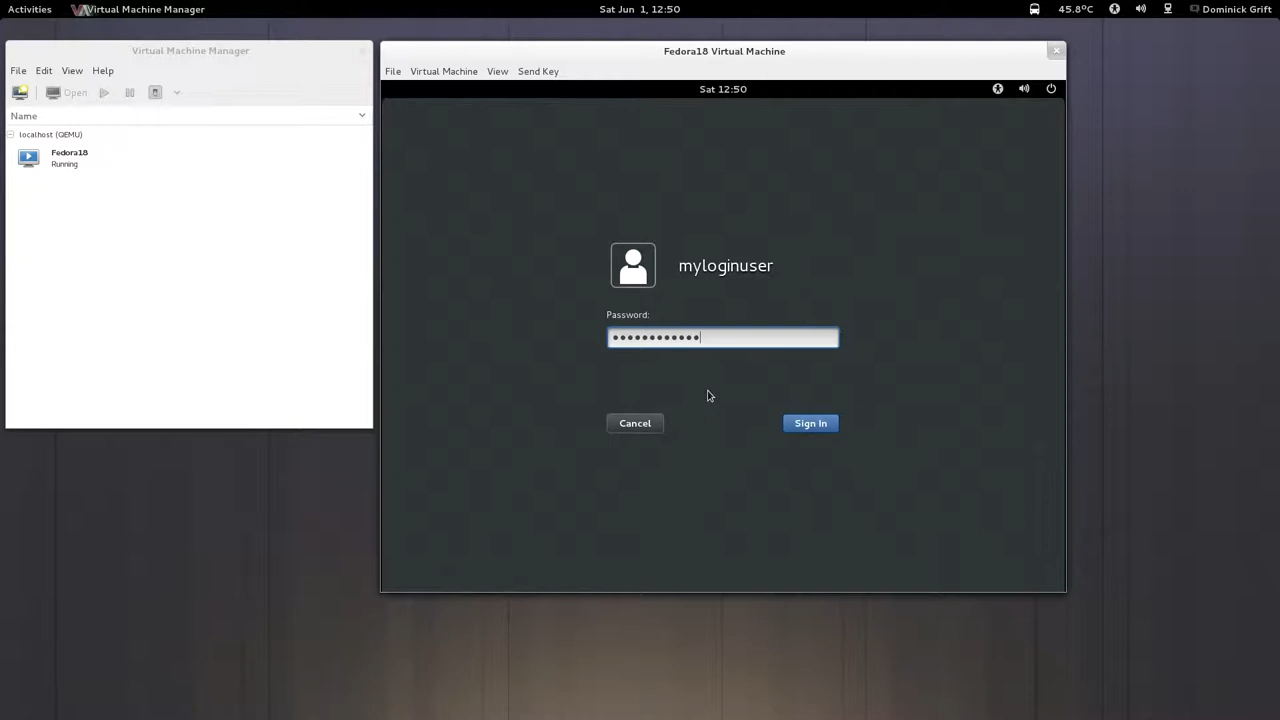 Activities Virtual Machine Manager Sat Jun 1, 12:50 45.8°C Dominick Grift
Virtual Machine Manager
File Edit View Help
Open
Name
localhost (QEMU)
Fedora18
Running
Fedora18 Virtual Machine
File Virtual Machine View Send Key
Sat 12:50
myloginuser
Password:
••••••••••••
Cancel Sign In